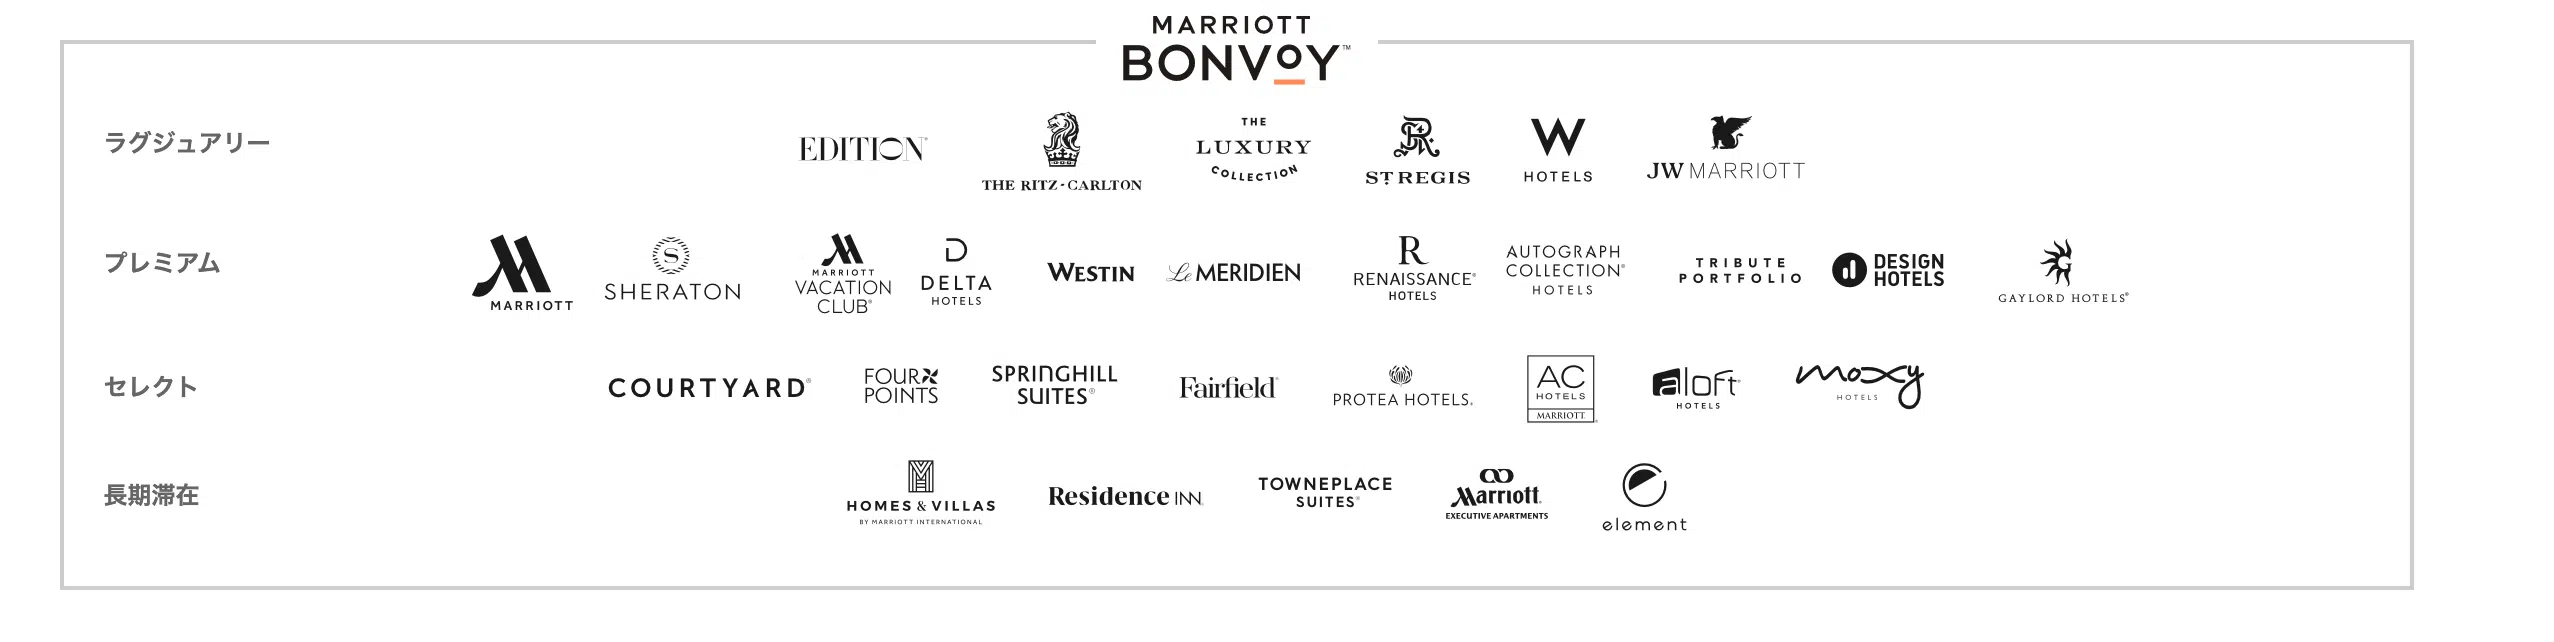 MARRIOTT
BONVOY™
ラグジュアリー
EDITION®
THE RITZ-CARLTON
THE
LUXURY
COLLECTION
ST. REGIS
W
HOTELS
JW MARRIOTT
プレミアム
MARRIOTT
S
SHERATON
MARRIOTT
VACATION
CLUB®
D
DELTA
HOTELS
WESTIN
Le MERIDIEN
R
RENAISSANCE®
HOTELS
AUTOGRAPH
COLLECTION®
HOTELS
TRIBUTE
PORTFOLIO
DESIGN
HOTELS
G
GAYLORD HOTELS®
セレクト
COURTYARD®
FOUR
POINTS
SPRINGHILL
SUITES®
Fairfield®
PROTEA HOTELS®
AC
HOTELS
MARRIOTT®
aloft®
HOTELS
moxy
HOTELS
長期滞在
HOMES & VILLAS
BY MARRIOTT INTERNATIONAL
Residence INN
TOWNEPLACE
SUITES®
Marriott®
EXECUTIVE APARTMENTS
element